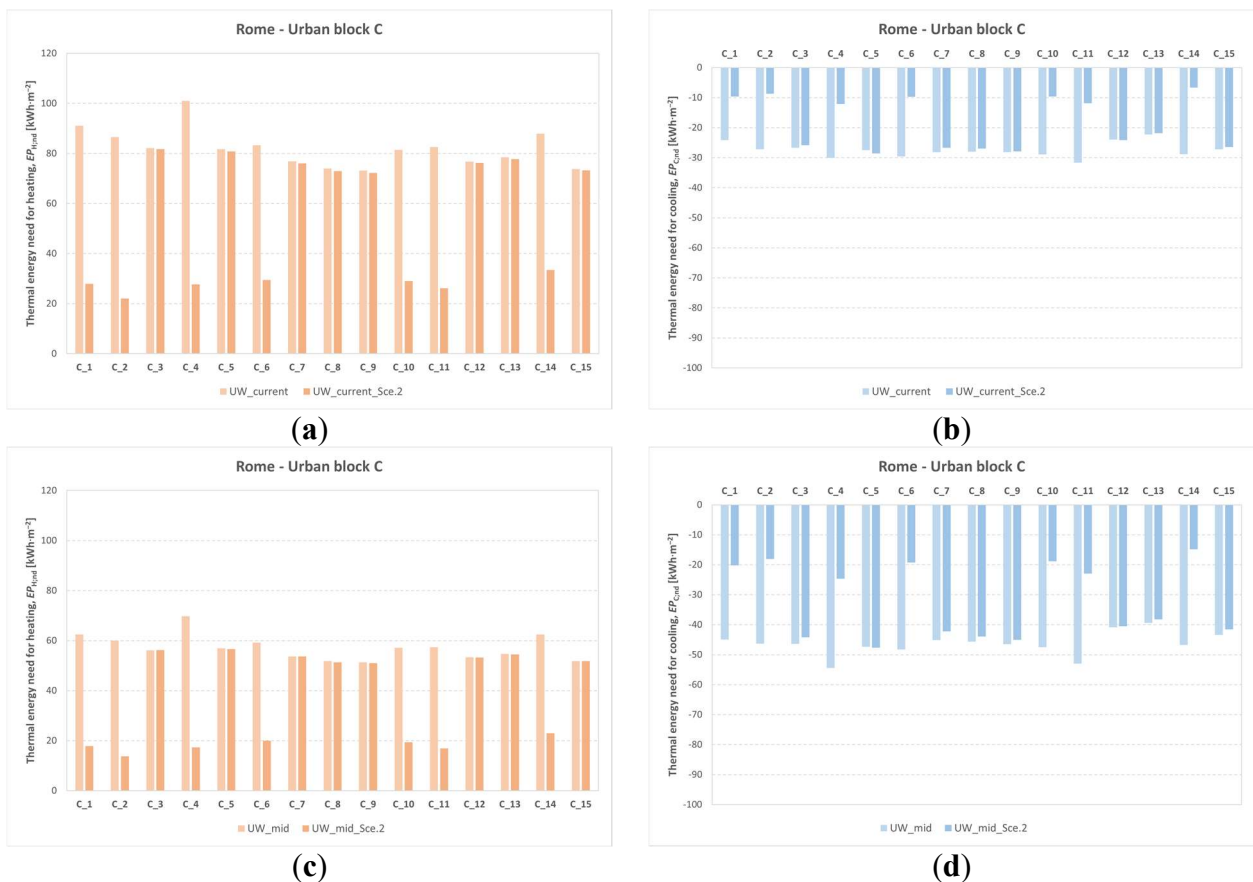 Rome - Urban block C
Thermal energy need for heating, EP_H;nd [kWh·m⁻²]
120
100
80
60
40
20
0
C_1 C_2 C_3 C_4 C_5 C_6 C_7 C_8 C_9 C_10 C_11 C_12 C_13 C_14 C_15
UW_current UW_current_Sce.2
(a)
Rome - Urban block C
C_1 C_2 C_3 C_4 C_5 C_6 C_7 C_8 C_9 C_10 C_11 C_12 C_13 C_14 C_15
Thermal energy need for cooling, EP_C;nd [kWh·m⁻²]
0
-10
-20
-30
-40
-50
-60
-70
-80
-90
-100
UW_current UW_current_Sce.2
(b)
Rome - Urban block C
Thermal energy need for heating, EP_H;nd [kWh·m⁻²]
120
100
80
60
40
20
0
C_1 C_2 C_3 C_4 C_5 C_6 C_7 C_8 C_9 C_10 C_11 C_12 C_13 C_14 C_15
UW_mid UW_mid_Sce.2
(c)
Rome - Urban block C
C_1 C_2 C_3 C_4 C_5 C_6 C_7 C_8 C_9 C_10 C_11 C_12 C_13 C_14 C_15
Thermal energy need for cooling, EP_C;nd [kWh·m⁻²]
0
-10
-20
-30
-40
-50
-60
-70
-80
-90
-100
UW_mid UW_mid_Sce.2
(d)